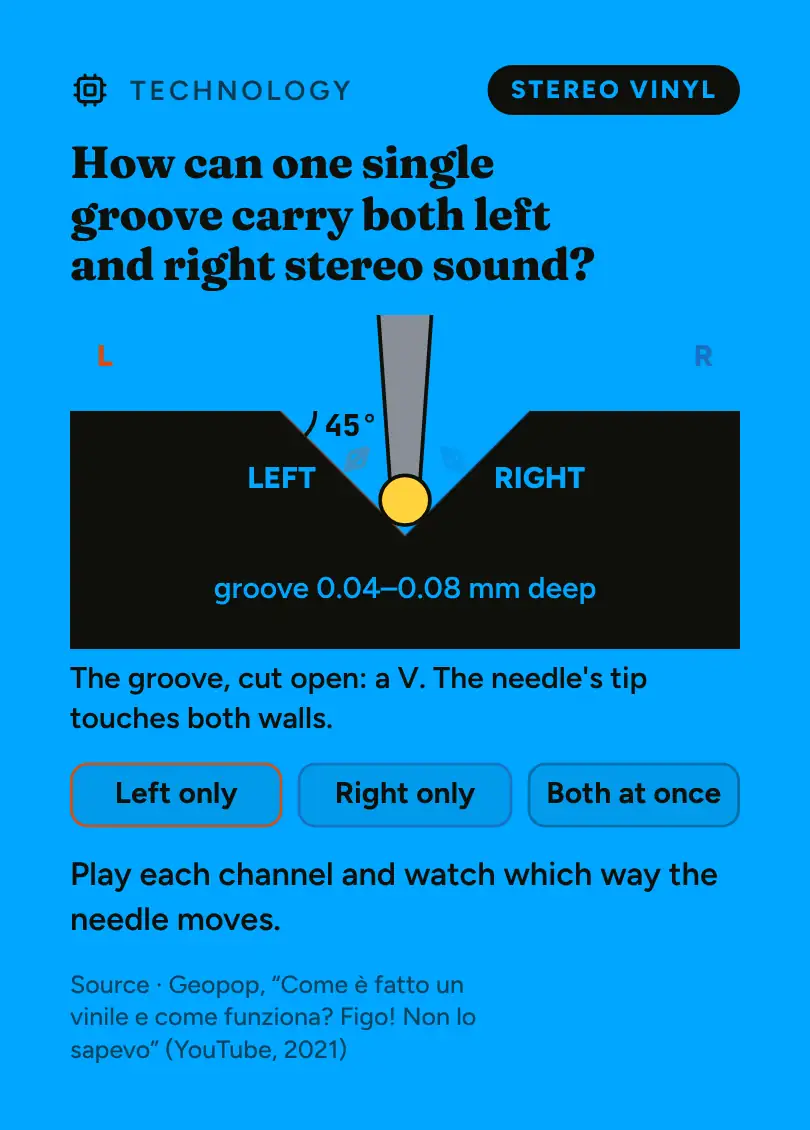 TECHNOLOGY
STEREO VINYL
How can one single
groove carry both left
and right stereo sound?
L
R
45°
LEFT
RIGHT
groove 0.04–0.08 mm deep
The groove, cut open: a V. The needle's tip
touches both walls.
Left only
Right only
Both at once
Play each channel and watch which way the
needle moves.
Source · Geopop, “Come è fatto un
vinile e come funziona? Figo! Non lo
sapevo” (YouTube, 2021)